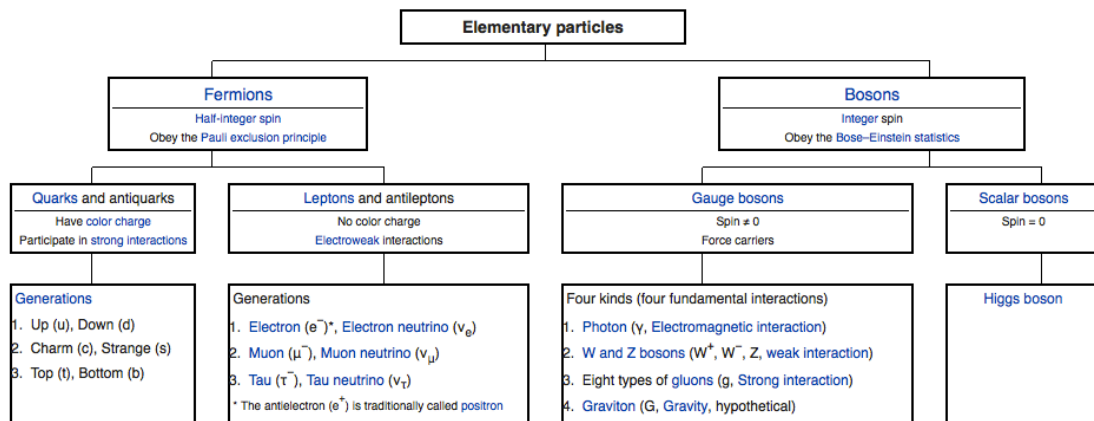 Elementary particles
Fermions
Half-integer spin
Obey the Pauli exclusion principle
Bosons
Integer spin
Obey the Bose–Einstein statistics
Quarks and antiquarks
Have color charge
Participate in strong interactions
Leptons and antileptons
No color charge
Electroweak interactions
Gauge bosons
Spin ≠ 0
Force carriers
Scalar bosons
Spin = 0
Generations
1. Up (u), Down (d)
2. Charm (c), Strange (s)
3. Top (t), Bottom (b)
Generations
1. Electron (e⁻)*, Electron neutrino (νₑ)
2. Muon (μ⁻), Muon neutrino (ν_μ)
3. Tau (τ⁻), Tau neutrino (ν_τ)
* The antielectron (e⁺) is traditionally called positron
Four kinds (four fundamental interactions)
1. Photon (γ, Electromagnetic interaction)
2. W and Z bosons (W⁺, W⁻, Z, weak interaction)
3. Eight types of gluons (g, Strong interaction)
4. Graviton (G, Gravity, hypothetical)
Higgs boson